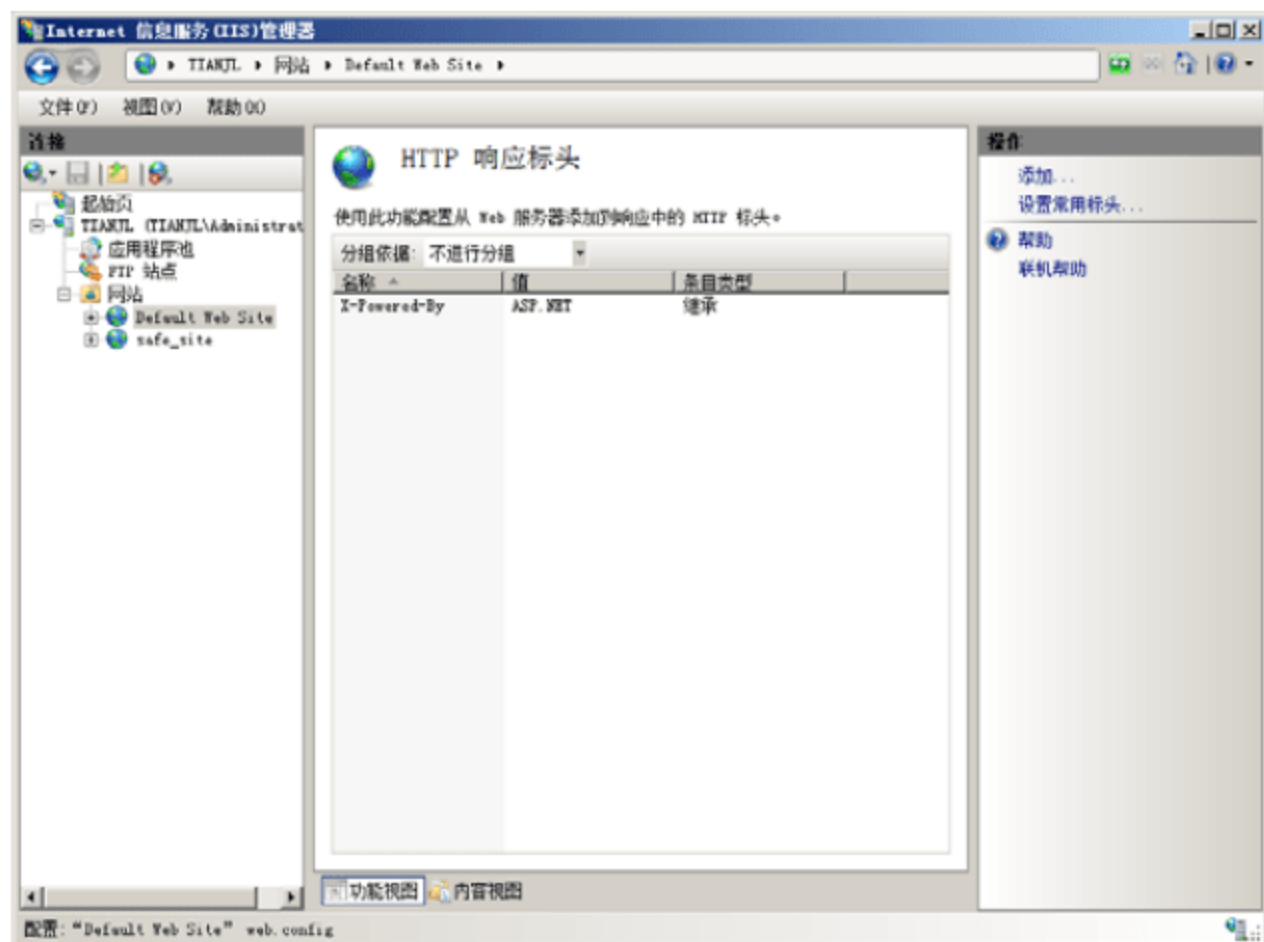 Internet 信息服务(IIS)管理器
TIANJL 网站 Default Web Site
文件(F) 视图(V) 帮助(H)
连接
起始页
TIANJL (TIANJL\Administrat
应用程序池
FTP 站点
网站
Default Web Site
safe_site
HTTP 响应标头
使用此功能配置从 Web 服务器添加到响应中的 HTTP 标头。
分组依据: 不进行分组
名称 值 条目类型
X-Powered-By ASP.NET 继承
功能视图 内容视图
操作
添加...
设置常用标头...
帮助
联机帮助
配置: “Default Web Site” web.config